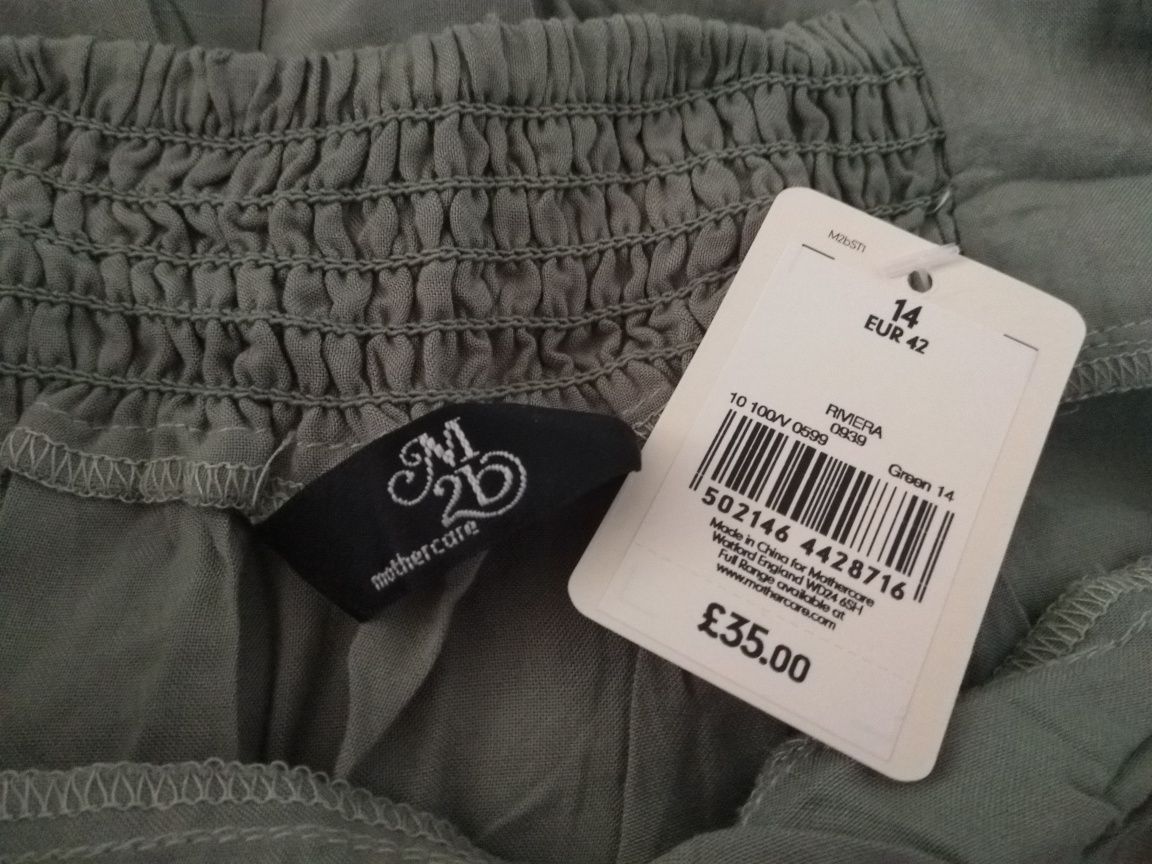 M2bST1
14
EUR 42
RIVIERA
0939
10 100/V 0599
Green 14
502146 4428716
Made in China for Mothercare
Watford England WD24 6SH
Full Range available at
www.mothercare.com
£35.00
M
2b
mothercare